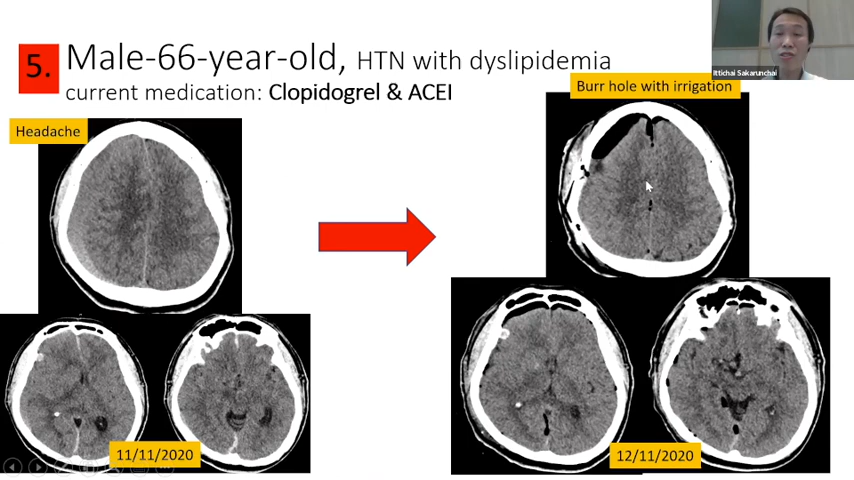 5. Male-66-year-old, HTN with dyslipidemia
current medication: Clopidogrel & ACEI
Ittichai Sakarunchai
Headache
Burr hole with irrigation
11/11/2020
12/11/2020